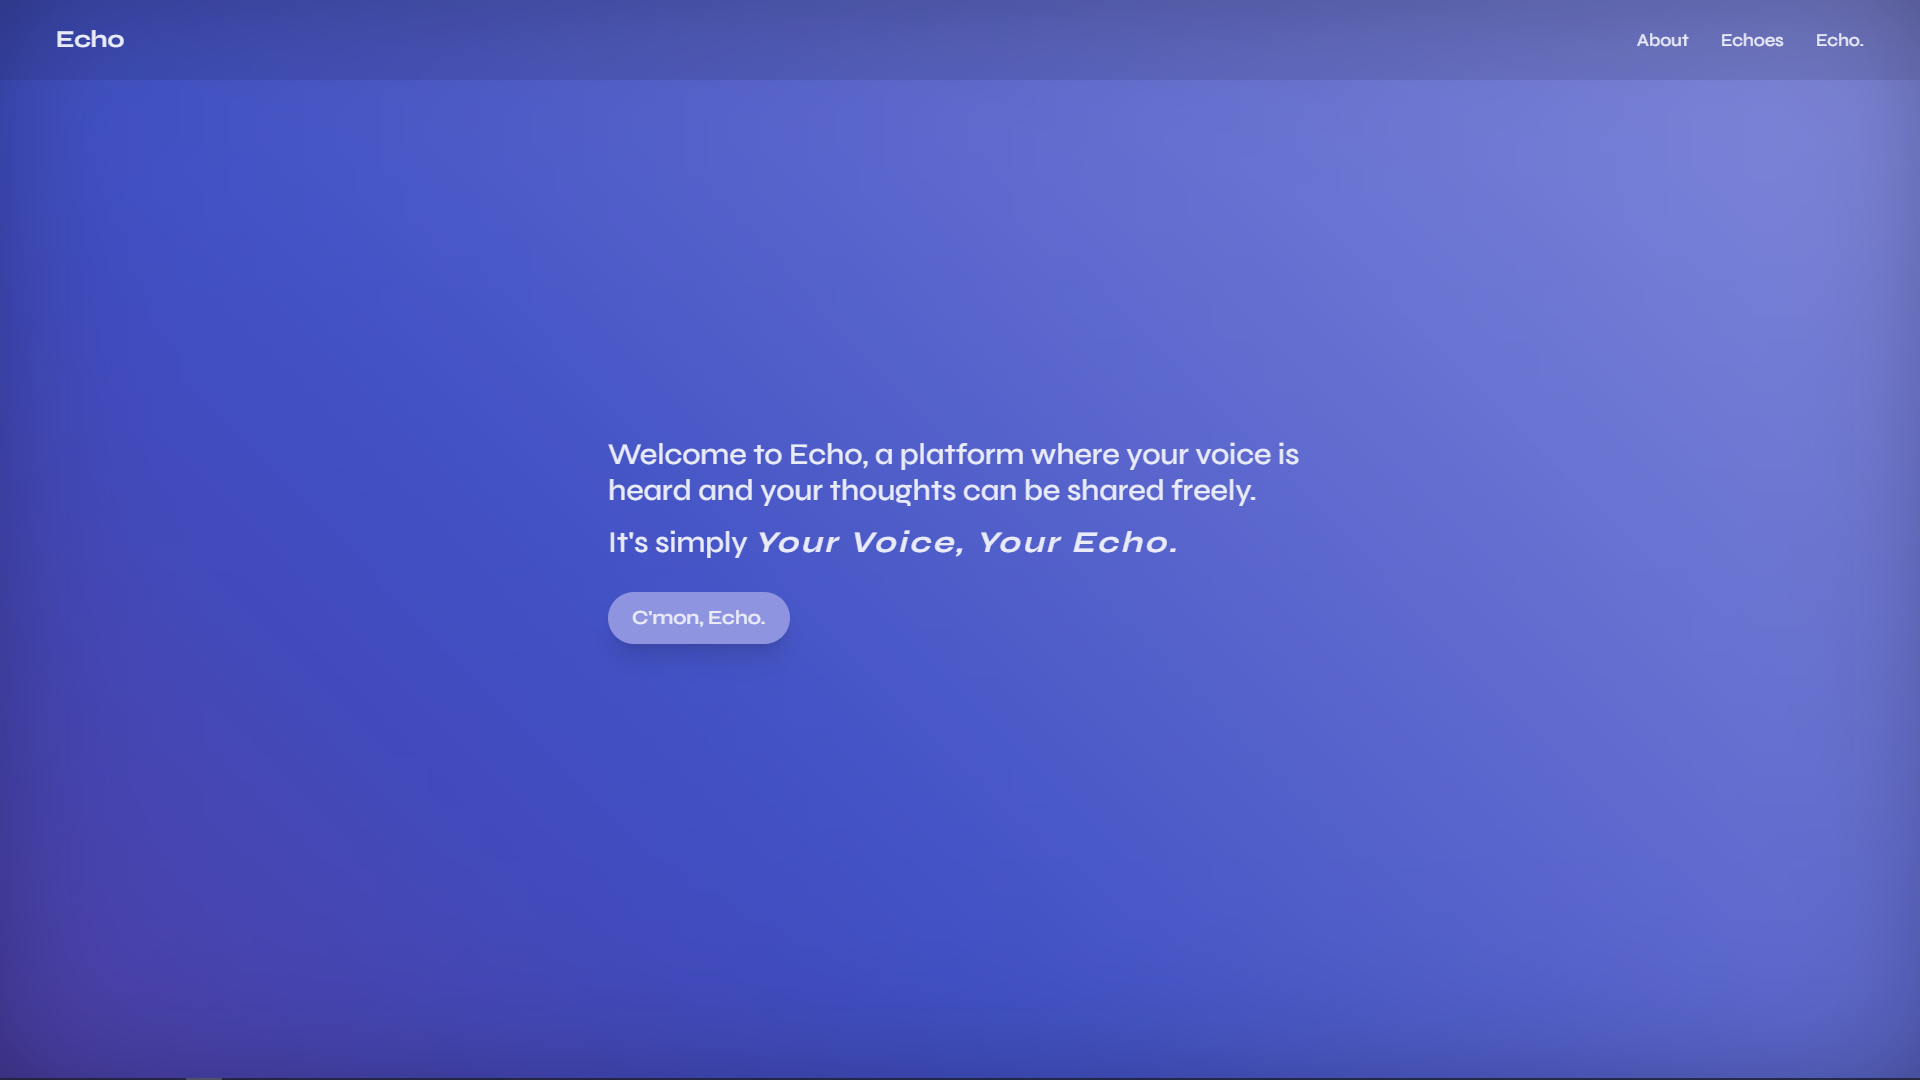 Echo
About Echoes Echo.
Welcome to Echo, a platform where your voice is
heard and your thoughts can be shared freely.
It's simply Your Voice, Your Echo.
C'mon, Echo.